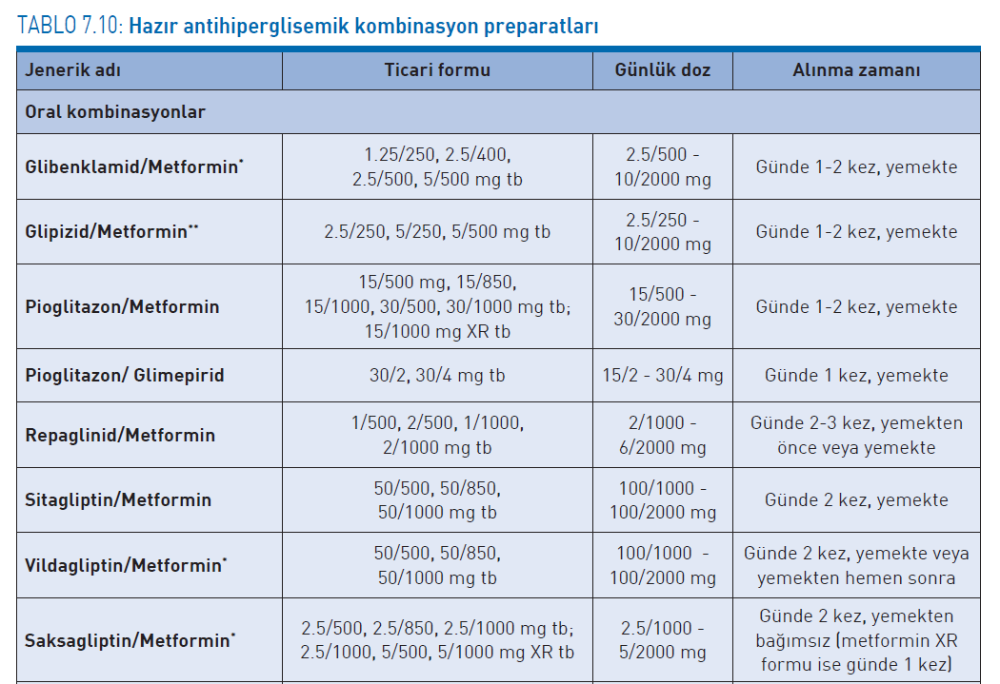 TABLO 7.10: Hazır antihiperglisemik kombinasyon preparatları
Jenerik adı Ticari formu Günlük doz Alınma zamanı
Oral kombinasyonlar
Glibenklamid/Metformin*
1.25/250, 2.5/400,
2.5/500, 5/500 mg tb
2.5/500 -
10/2000 mg
Günde 1-2 kez, yemekte
Glipizid/Metformin**
2.5/250, 5/250, 5/500 mg tb
2.5/250 -
10/2000 mg
Günde 1-2 kez, yemekte
Pioglitazon/Metformin
15/500 mg, 15/850,
15/1000, 30/500, 30/1000 mg tb;
15/1000 mg XR tb
15/500 -
30/2000 mg
Günde 1-2 kez, yemekte
Pioglitazon/ Glimepirid
30/2, 30/4 mg tb
15/2 - 30/4 mg
Günde 1 kez, yemekte
Repaglinid/Metformin
1/500, 2/500, 1/1000,
2/1000 mg tb
2/1000 -
6/2000 mg
Günde 2-3 kez, yemekten
önce veya yemekte
Sitagliptin/Metformin
50/500, 50/850,
50/1000 mg tb
100/1000 -
100/2000 mg
Günde 2 kez, yemekte
Vildagliptin/Metformin*
50/500, 50/850,
50/1000 mg tb
100/1000 -
100/2000 mg
Günde 2 kez, yemekte veya
yemekten hemen sonra
Saksagliptin/Metformin*
2.5/500, 2.5/850, 2.5/1000 mg tb;
2.5/1000, 5/500, 5/1000 mg XR tb
2.5/1000 -
5/2000 mg
Günde 2 kez, yemekten
bağımsız (metformin XR
formu ise günde 1 kez)